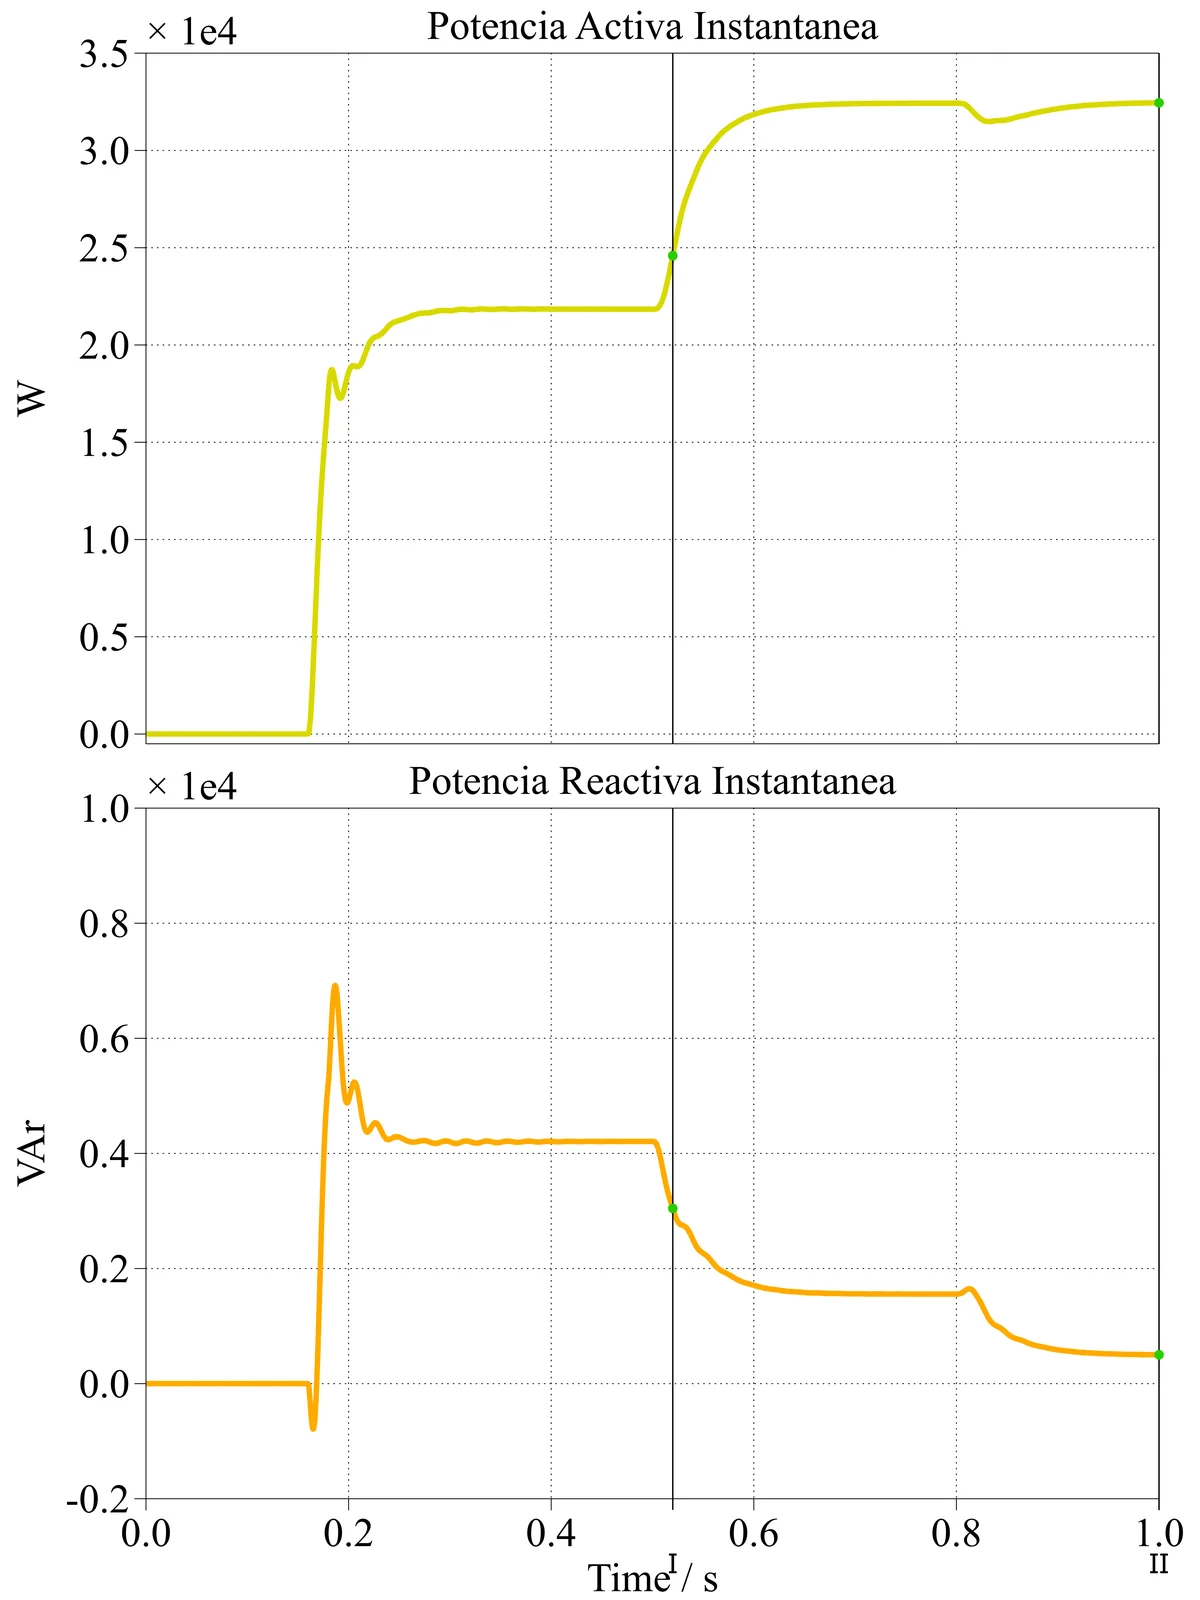 × 1e4
Potencia Activa Instantanea
3.5
3.0
2.5
2.0
1.5
1.0
0.5
0.0
W
× 1e4
Potencia Reactiva Instantanea
1.0
0.8
0.6
0.4
0.2
0.0
-0.2
VAr
0.0 0.2 0.4 0.6 0.8 1.0
I II
Time / s